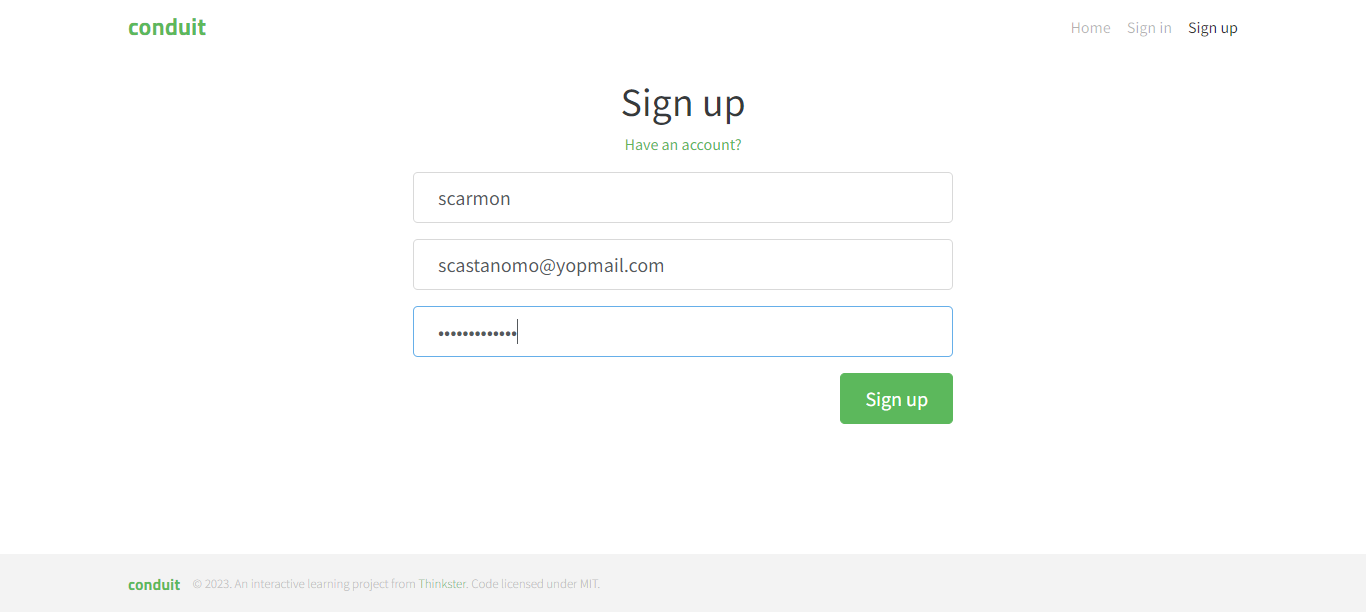 conduit
Home Sign in Sign up
Sign up
Have an account?
scarmon
scastanomo@yopmail.com
•••••••••••••
Sign up
conduit © 2023. An interactive learning project from Thinkster. Code licensed under MIT.